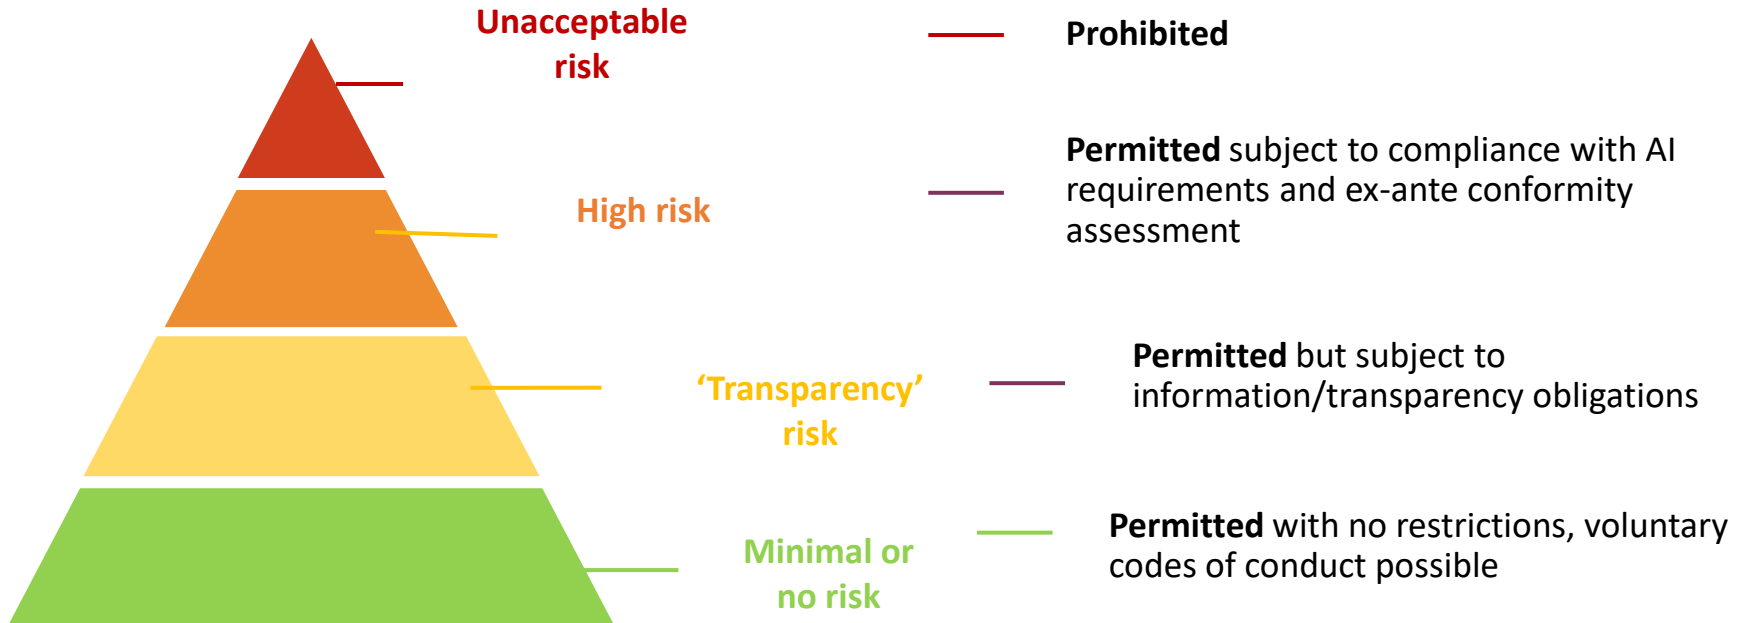 Unacceptable
risk
Prohibited
High risk
Permitted subject to compliance with AI
requirements and ex-ante conformity
assessment
‘Transparency’
risk
Permitted but subject to
information/transparency obligations
Minimal or
no risk
Permitted with no restrictions, voluntary
codes of conduct possible